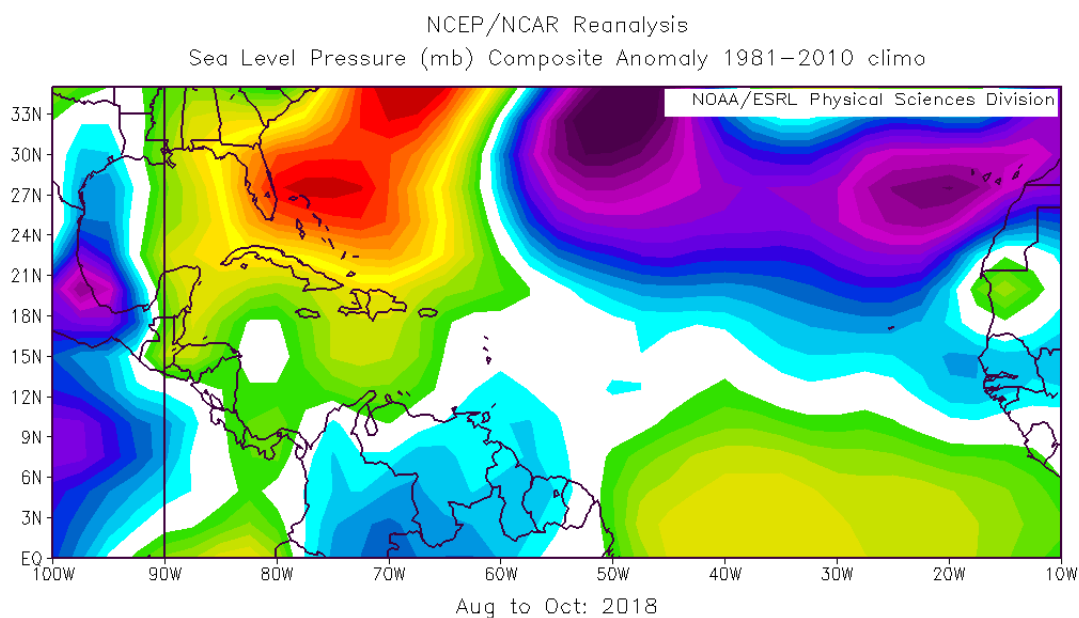 NCEP/NCAR Reanalysis
Sea Level Pressure (mb) Composite Anomaly 1981−2010 climo
NOAA/ESRL Physical Sciences Division
33N
30N
27N
24N
21N
18N
15N
12N
9N
6N
3N
EQ
100W 90W 80W 70W 60W 50W 40W 30W 20W 10W
Aug to Oct: 2018